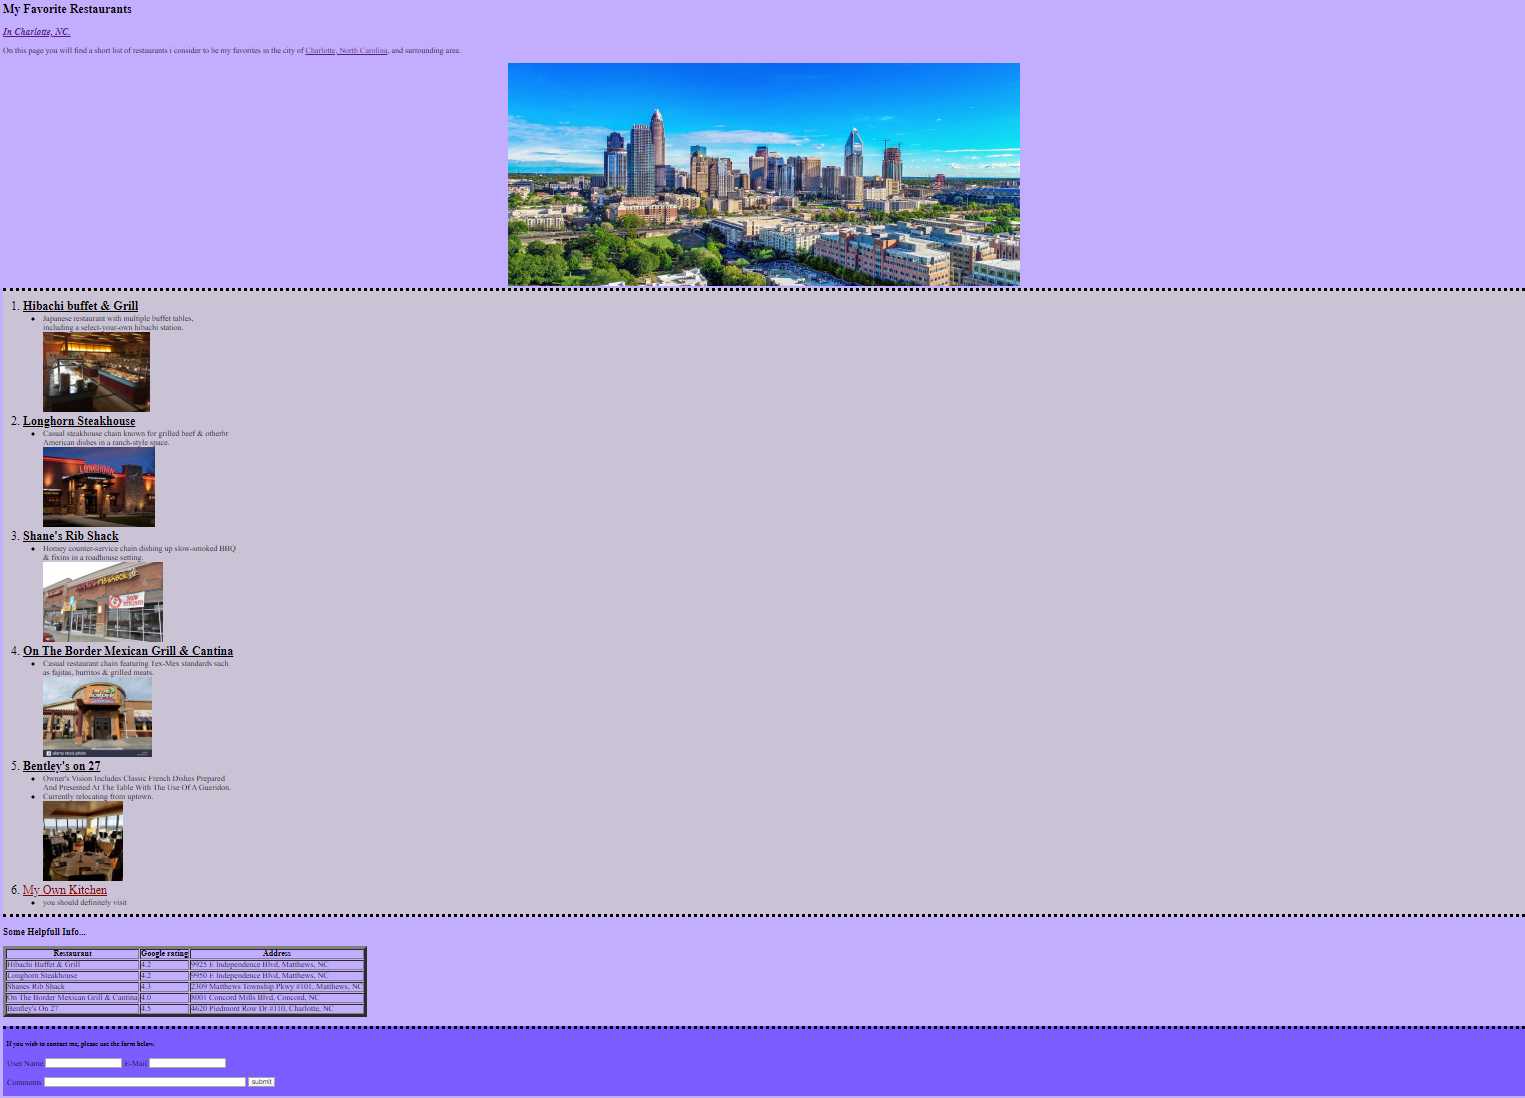 My Favorite Restaurants
In Charlotte, NC.
On this page you will find a short list of restaurants i consider to be my favorites in the city of Charlotte, North Carolina, and surrounding area.
1. Hibachi buffet & Grill
Japanese restaurant with multiple buffet tables,
including a select-your-own hibachi station.
2. Longhorn Steakhouse
Casual steakhouse chain known for grilled beef & otherbr
American dishes in a ranch-style space.
LONGHORN
3. Shane's Rib Shack
Homey counter-service chain dishing up slow-smoked BBQ
& fixins in a roadhouse setting.
4. On The Border Mexican Grill & Cantina
Casual restaurant chain featuring Tex-Mex standards such
as fajitas, burritos & grilled meats.
BORDER
alamy stock photo
5. Bentley's on 27
Owner's Vision Includes Classic French Dishes Prepared
And Presented At The Table With The Use Of A Gueridon.
Currently relocating from uptown.
6. My Own Kitchen
you should definitely visit
Some Helpfull Info...
Restaurant Google rating Address
Hibachi Buffet & Grill 4.2 9925 E Independence Blvd, Matthews, NC
Longhorn Steakhouse 4.2 9950 E Independence Blvd, Matthews, NC
Shanes Rib Shack 4.3 2309 Matthews Township Pkwy #101, Matthews, NC
On The Border Mexican Grill & Cantina 4.0 8001 Concord Mills Blvd, Concord, NC
Bentley's On 27 4.5 4620 Piedmont Row Dr #110, Charlotte, NC
If you wish to contact me, please use the form below.
User Name E-Mail
Comments submit